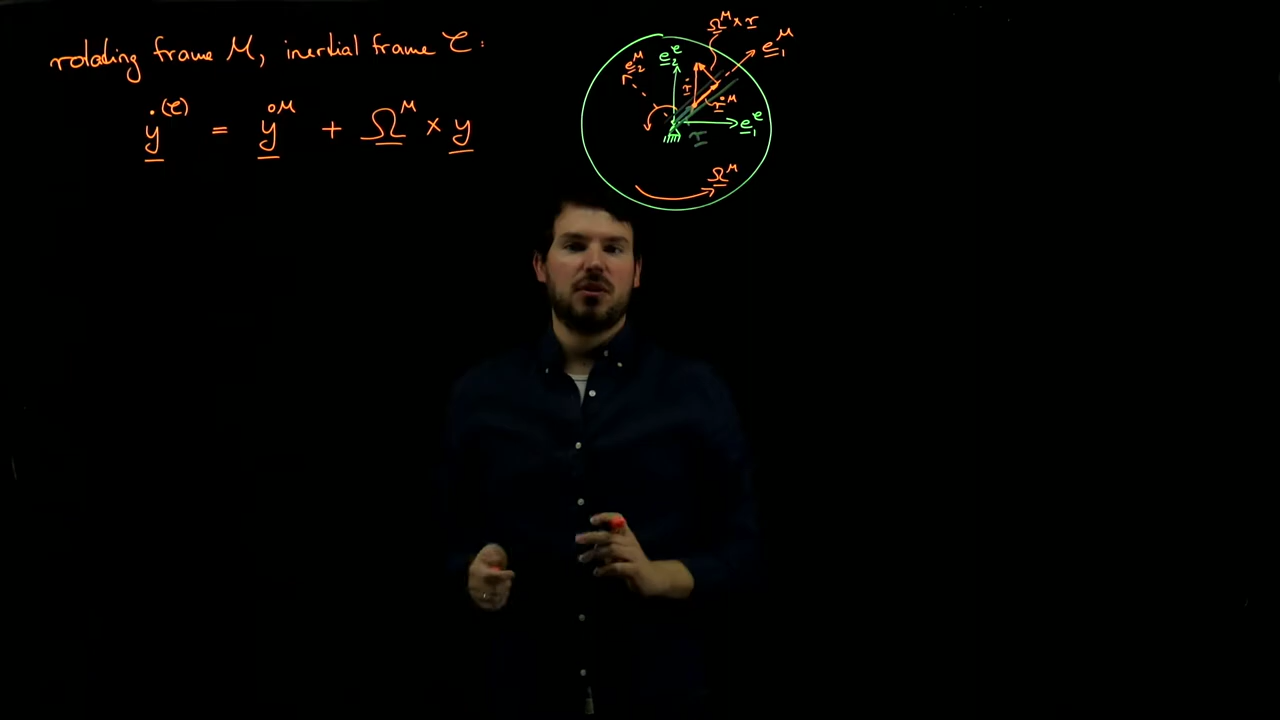 rotating frame M, inertial frame ℓ:
ẏ^(ℓ) = ẙ^M + Ω^M × y
Ω^M × r
e_1^M
e_2^M
e_2^ℓ
ṙ
r̊^M
e_1^ℓ
r
Ω^M